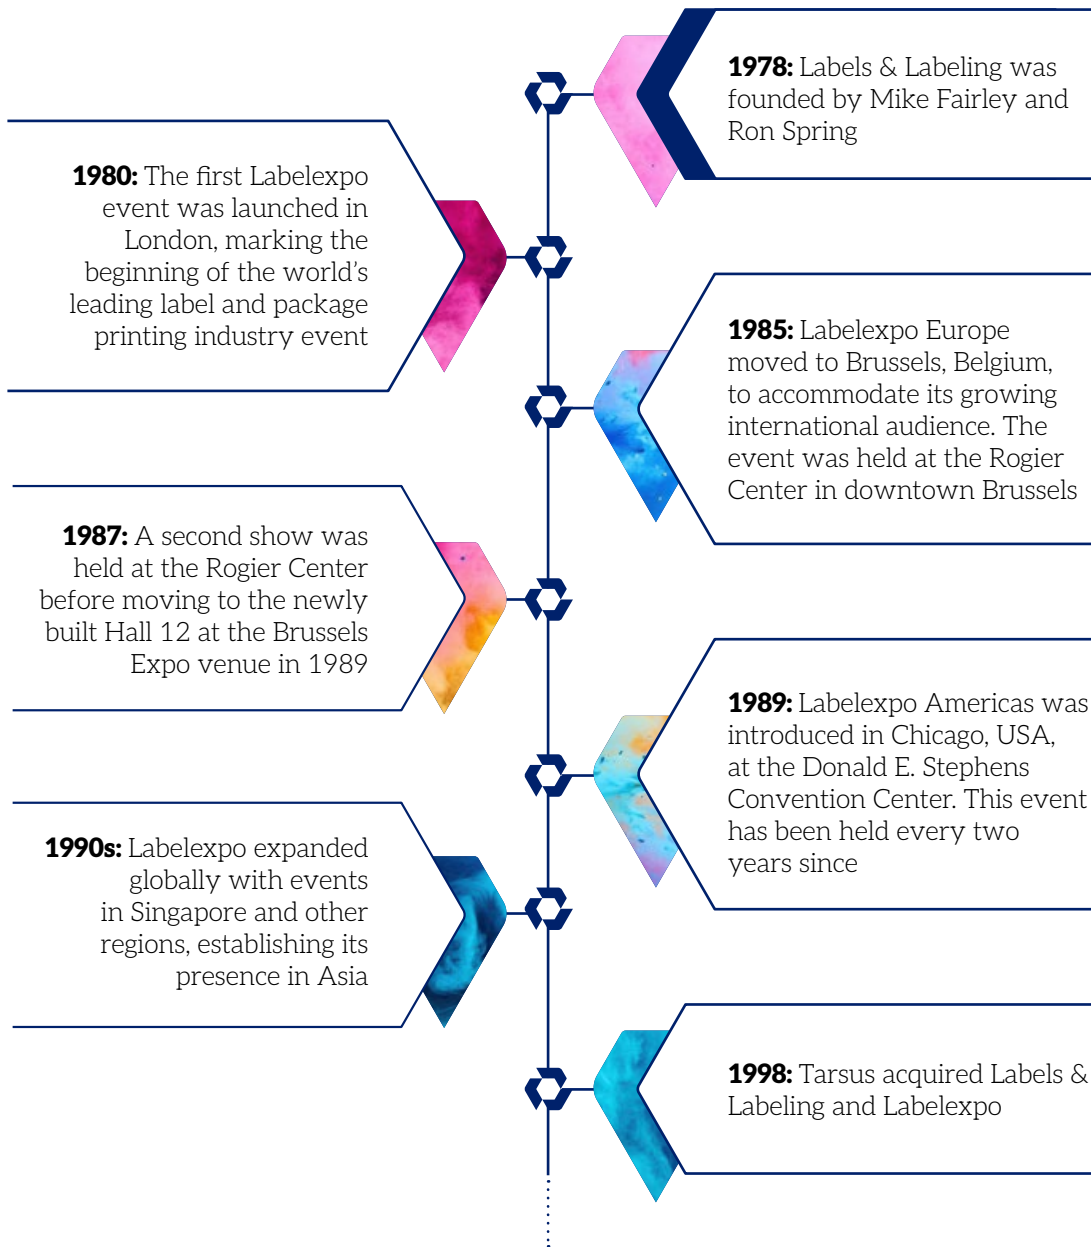 1978: Labels & Labeling was
founded by Mike Fairley and
Ron Spring
1980: The first Labelexpo
event was launched in
London, marking the
beginning of the world’s
leading label and package
printing industry event
1985: Labelexpo Europe
moved to Brussels, Belgium,
to accommodate its growing
international audience. The
event was held at the Rogier
Center in downtown Brussels
1987: A second show was
held at the Rogier Center
before moving to the newly
built Hall 12 at the Brussels
Expo venue in 1989
1989: Labelexpo Americas was
introduced in Chicago, USA,
at the Donald E. Stephens
Convention Center. This event
has been held every two
years since
1990s: Labelexpo expanded
globally with events
in Singapore and other
regions, establishing its
presence in Asia
1998: Tarsus acquired Labels &
Labeling and Labelexpo